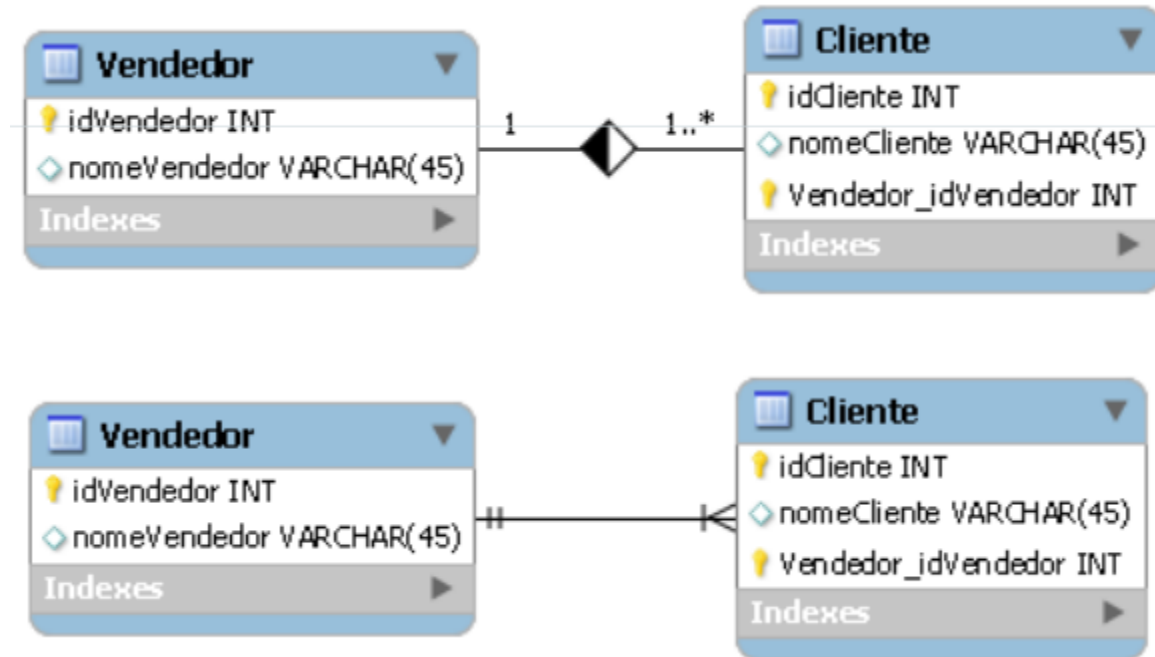 Vendedor
idVendedor INT
nomeVendedor VARCHAR(45)
Indexes
1
1..*
Cliente
idCliente INT
nomeCliente VARCHAR(45)
Vendedor_idVendedor INT
Indexes
Vendedor
idVendedor INT
nomeVendedor VARCHAR(45)
Indexes
Cliente
idCliente INT
nomeCliente VARCHAR(45)
Vendedor_idVendedor INT
Indexes